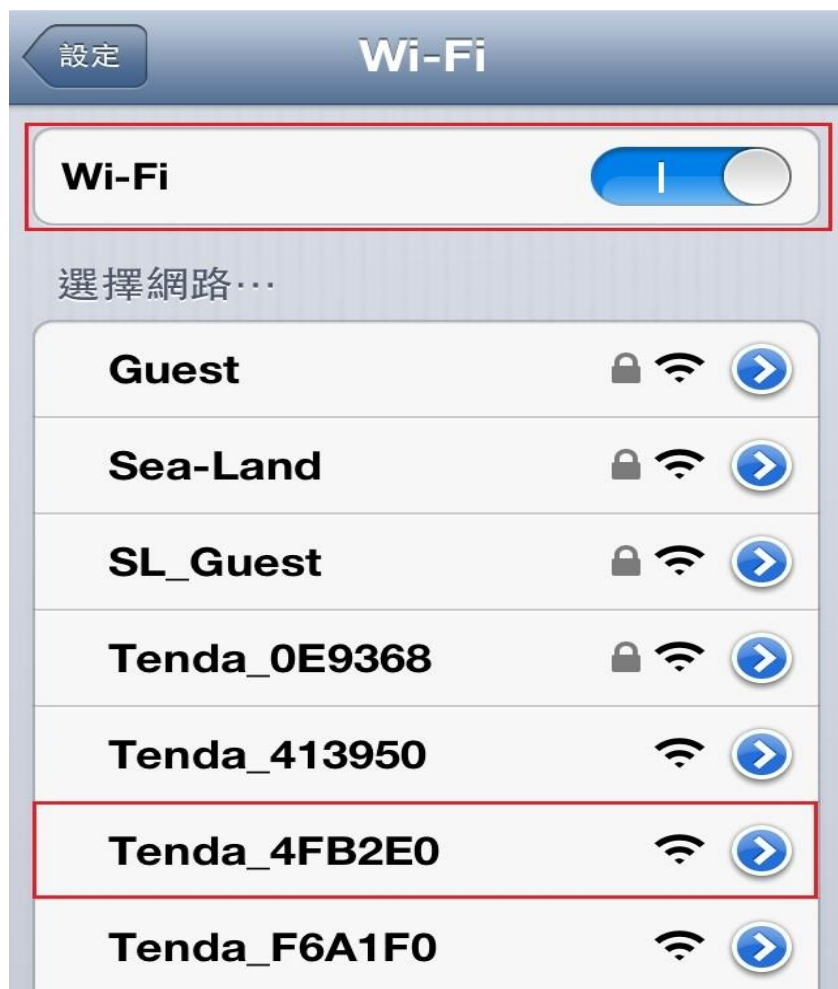 設定
Wi-Fi
Wi-Fi
選擇網路…
Guest
Sea-Land
SL_Guest
Tenda_0E9368
Tenda_413950
Tenda_4FB2E0
Tenda_F6A1F0